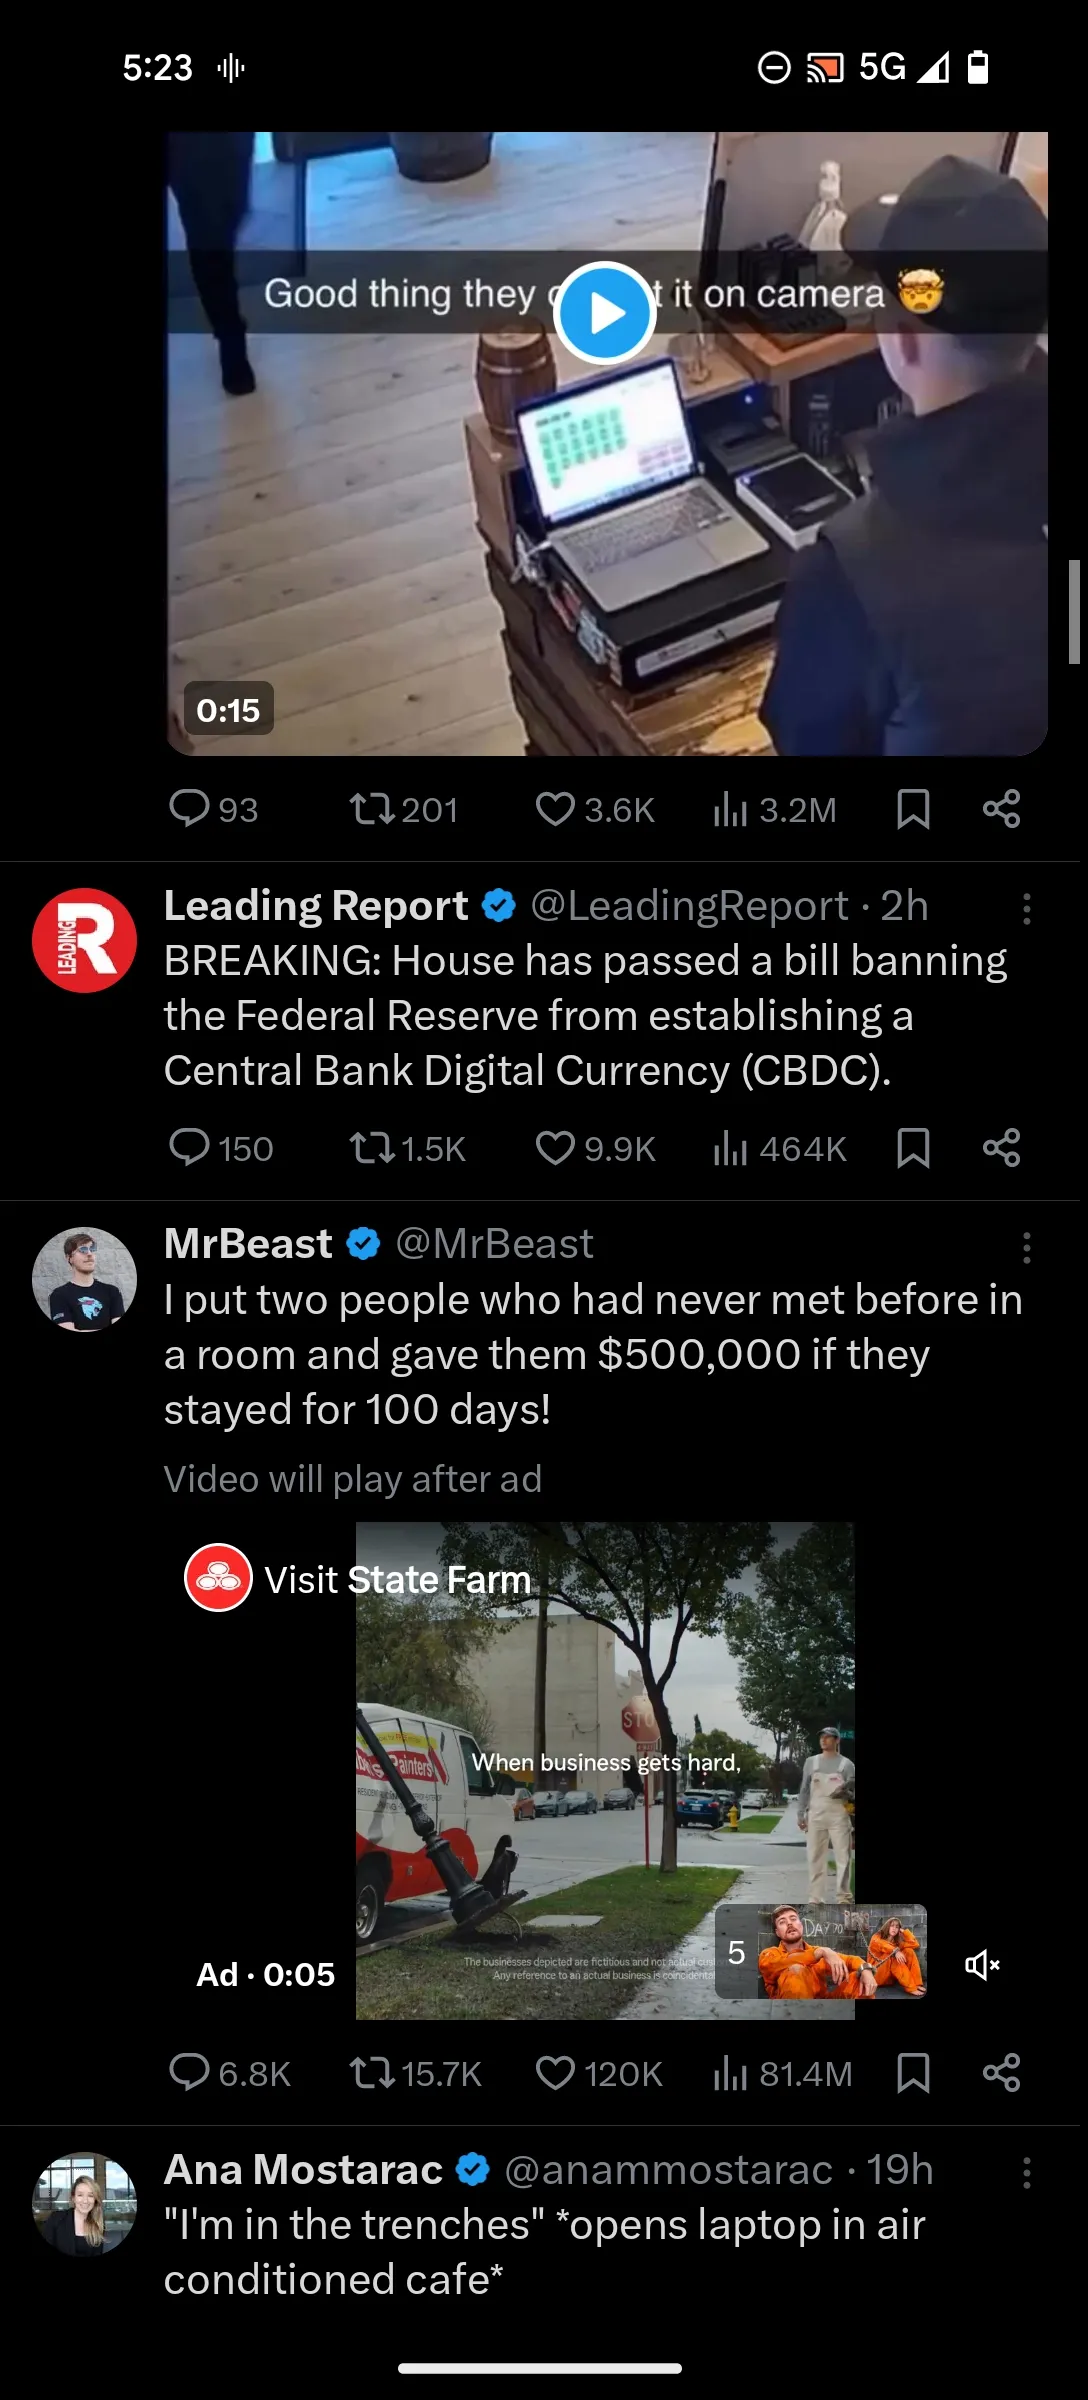 5:23 5G
Good thing they t it on camera 🤯
0:15
93 201 3.6K 3.2M
LEADING R
Leading Report @LeadingReport · 2h
BREAKING: House has passed a bill banning
the Federal Reserve from establishing a
Central Bank Digital Currency (CBDC).
150 1.5K 9.9K 464K
MrBeast @MrBeast
I put two people who had never met before in
a room and gave them $500,000 if they
stayed for 100 days!
Video will play after ad
Visit State Farm
STO
Painters
When business gets hard,
The businesses depicted are fictitious and not actual
Any reference to an actual business is coincidental
5
DAY
Ad · 0:05
6.8K 15.7K 120K 81.4M
Ana Mostarac @anammostarac · 19h
"I'm in the trenches" *opens laptop in air
conditioned cafe*